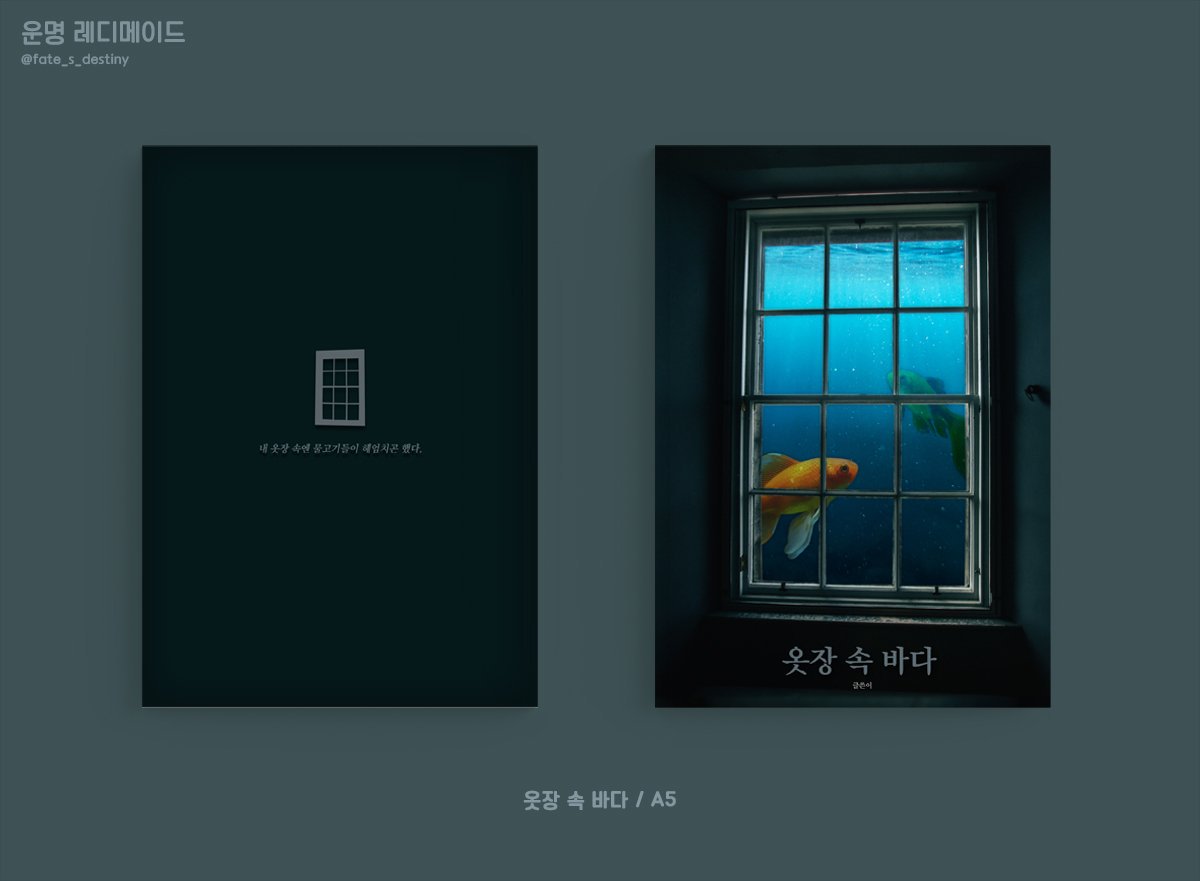 운명 레디메이드
@fate_s_destiny
내 옷장 속엔 물고기들이 헤엄치곤 했다.
옷장 속 바다
글쓴이
옷장 속 바다 / A5